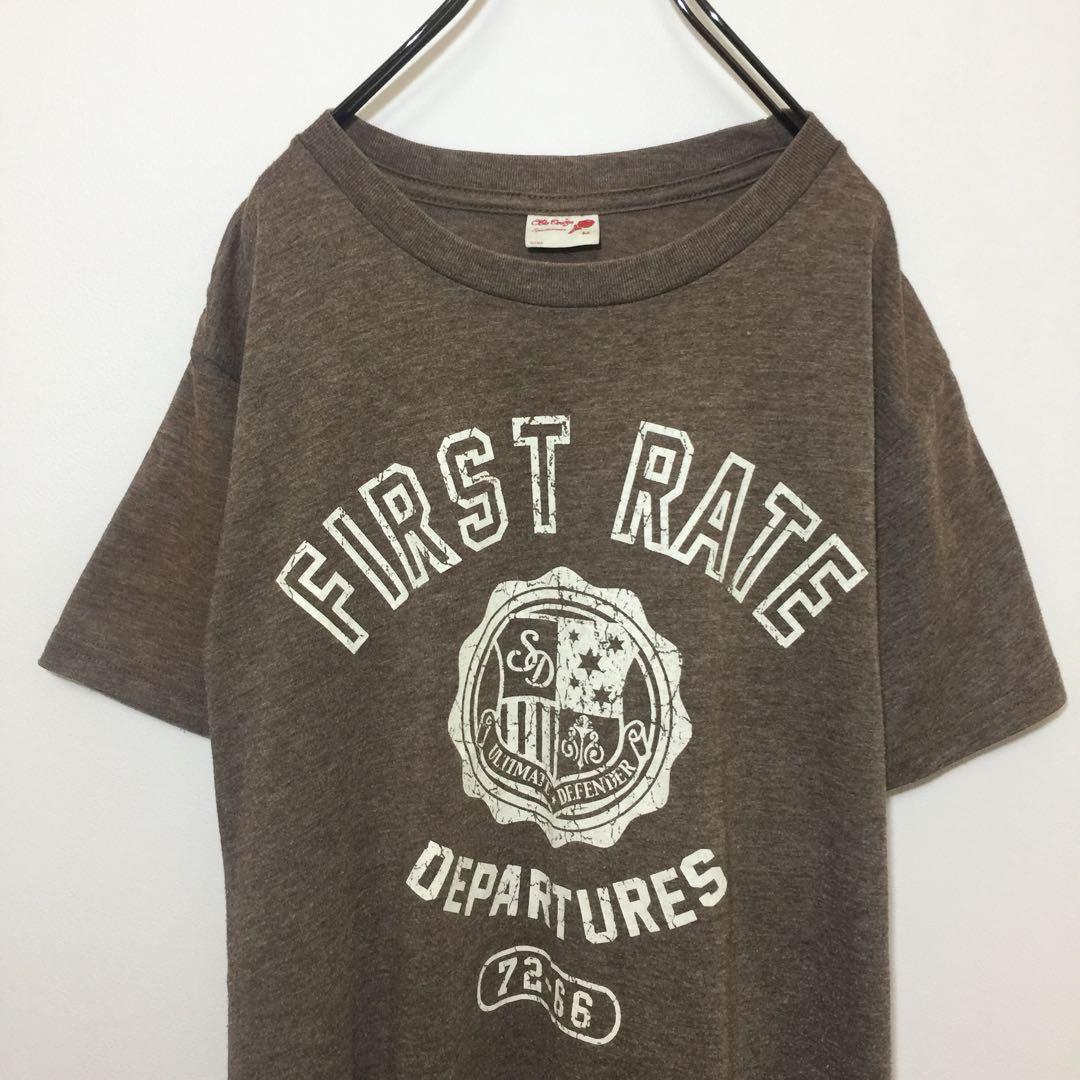 FIRST RATE
SD
ULTIMATE DEFENDER
DEPARTURES
72-66